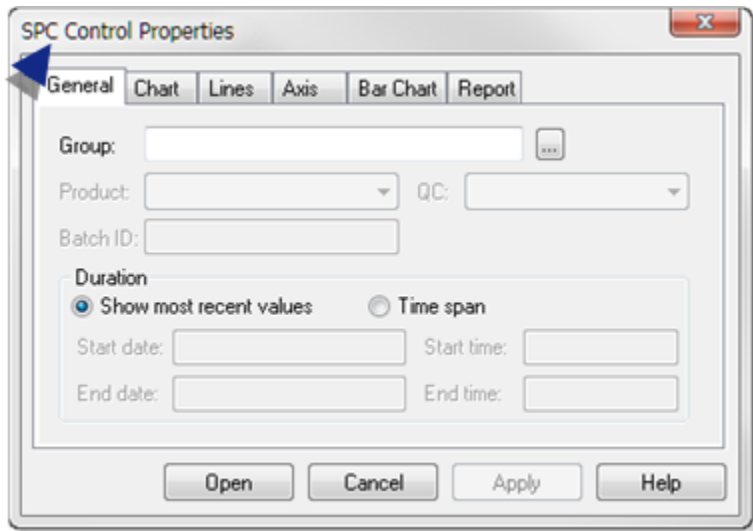 SPC Control Properties
General Chart Lines Axis Bar Chart Report
Group: ...
Product: QC:
Batch ID:
Duration
Show most recent values Time span
Start date: Start time:
End date: End time:
Open Cancel Apply Help